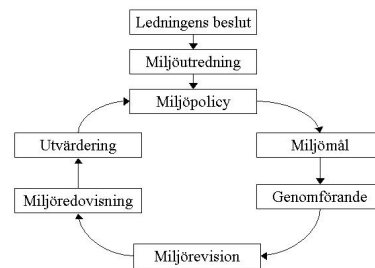 Ledningens beslut
Miljöutredning
Miljöpolicy
Utvärdering
Miljömål
Miljöredovisning
Genomförande
Miljörevision